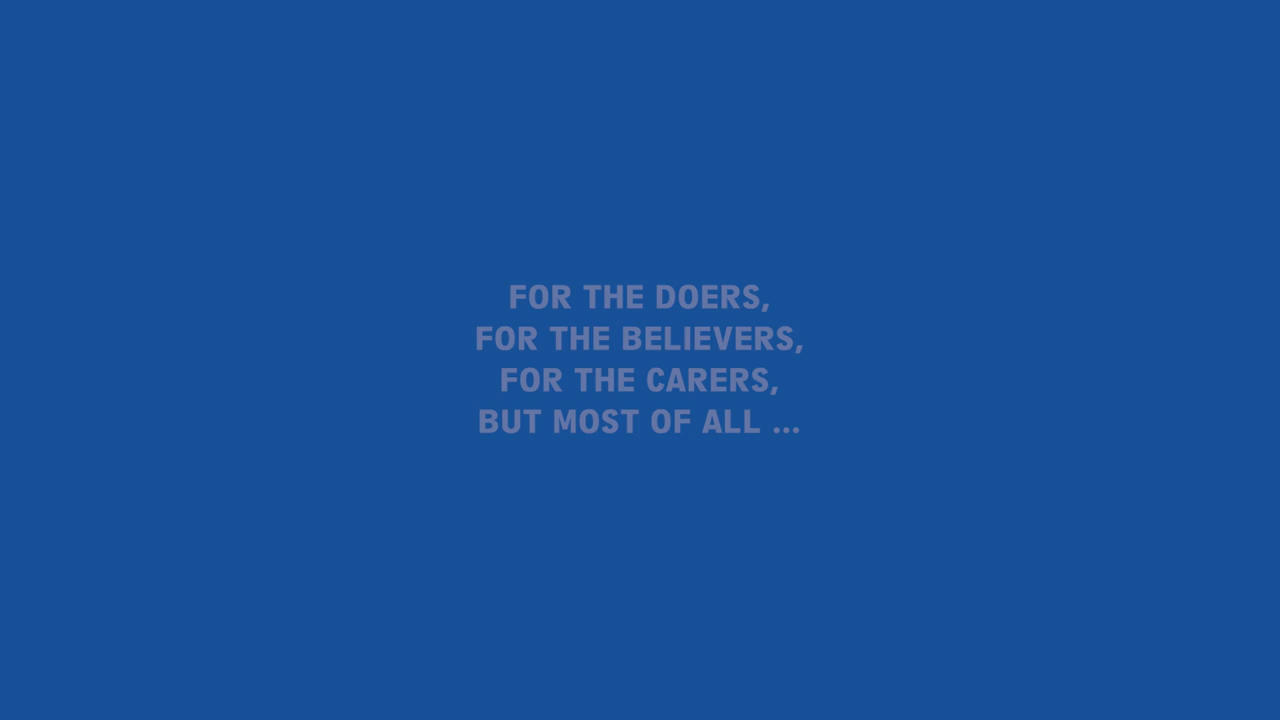 FOR THE DOERS,
FOR THE BELIEVERS,
FOR THE CARERS,
BUT MOST OF ALL ...